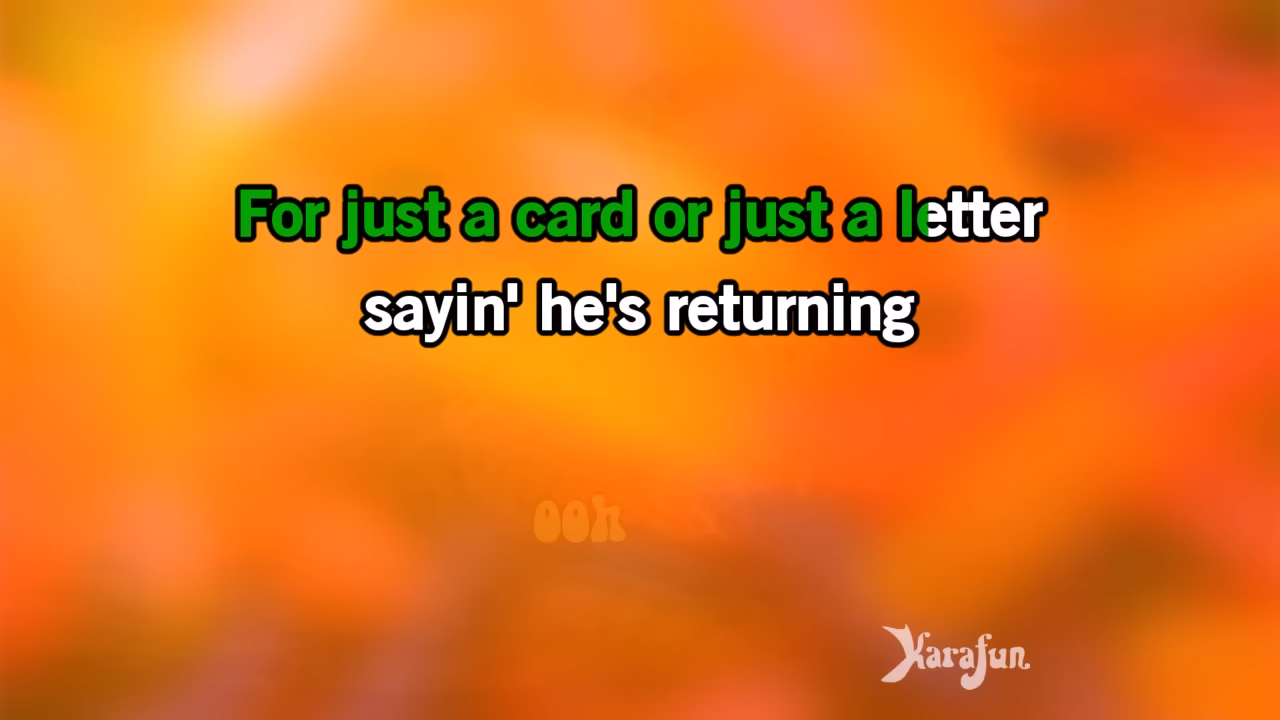 For just a card or just a letter
sayin' he's returning
ooh
Karafun